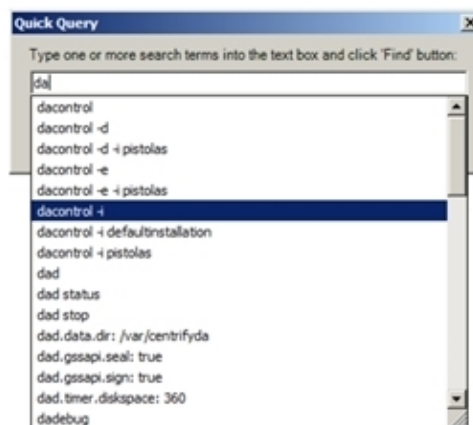 Quick Query
Type one or more search terms into the text box and click 'Find' button:
da
dacontrol
dacontrol -d
dacontrol -d -i pistolas
dacontrol -e
dacontrol -e -i pistolas
dacontrol -i
dacontrol -i defaultinstallation
dacontrol -i pistolas
dad
dad status
dad stop
dad.data.dir: /var/centrifyda
dad.gssapi.seal: true
dad.gssapi.sign: true
dad.timer.diskspace: 360
dadebug